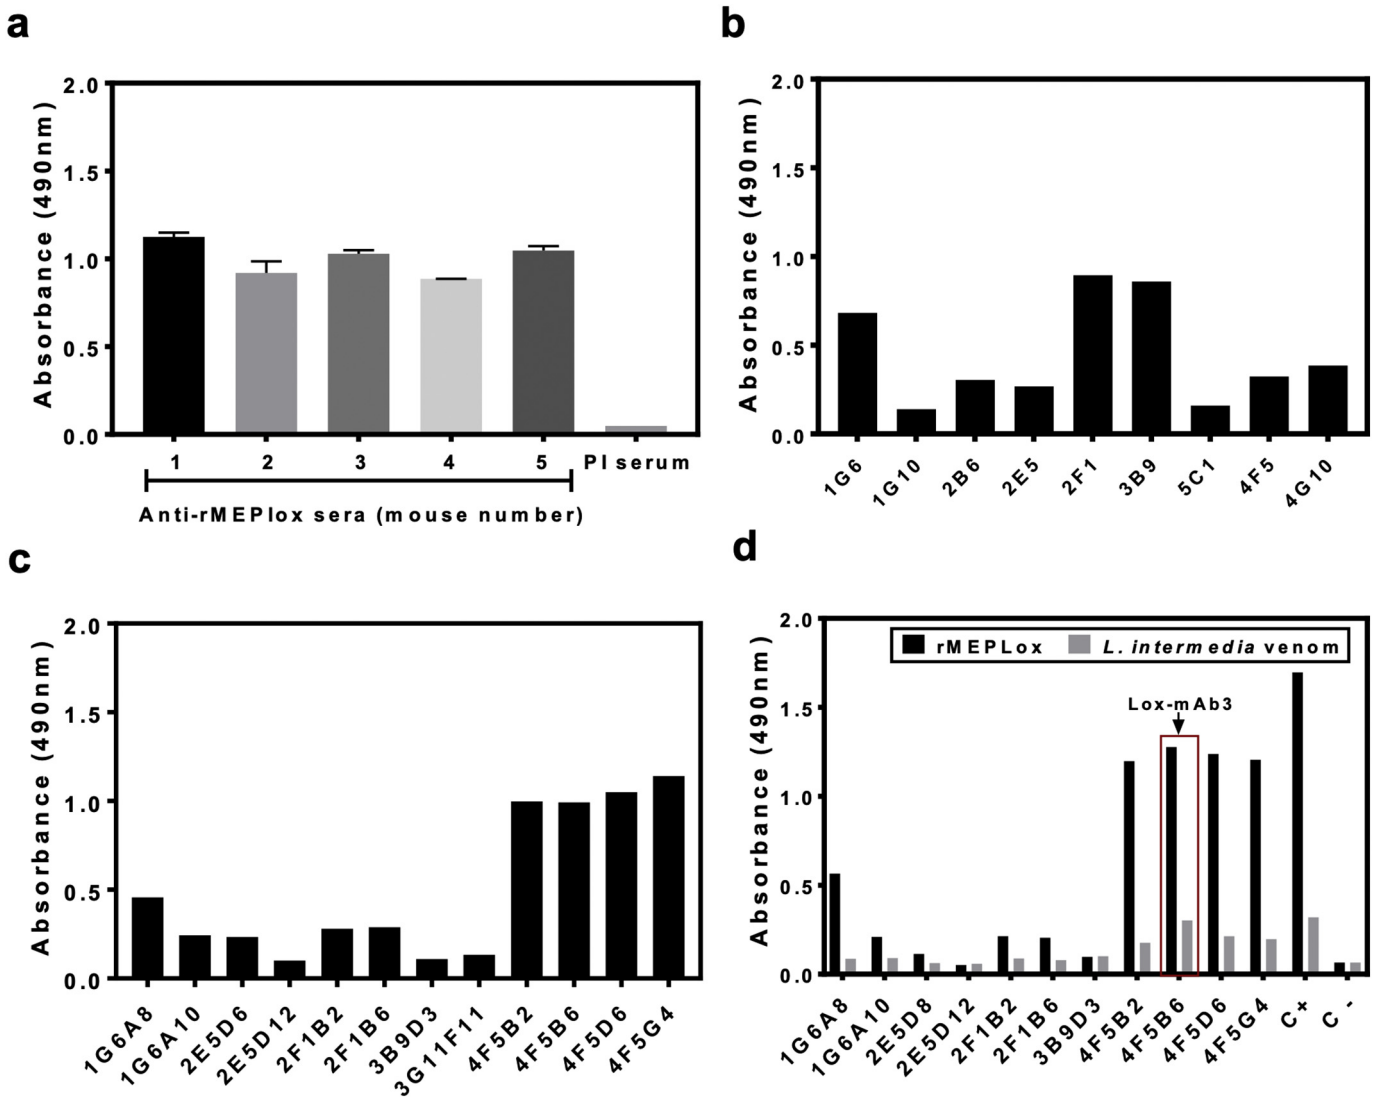 a
Absorbance (490nm)
2.0
1.5
1.0
0.5
0.0
1 2 3 4 5 PI serum
Anti-rMEPlox sera (mouse number)
b
Absorbance (490nm)
2.0
1.5
1.0
0.5
0.0
1G6 1G10 2B6 2E5 2F1 3B9 5C1 4F5 4G10
c
Absorbance (490nm)
2.0
1.5
1.0
0.5
0.0
1G6A8 1G6A10 2E5D6 2E5D12 2F1B2 2F1B6 3B9D3 3G11F11 4F5B2 4F5B6 4F5D6 4F5G4
d
Absorbance (490nm)
2.0
1.5
1.0
0.5
0.0
rMEPLox L. intermedia venom
Lox-mAb3
1G6A8 1G6A10 2E5D8 2E5D12 2F1B2 2F1B6 3B9D3 4F5B2 4F5B6 4F5D6 4F5G4 C+ C -